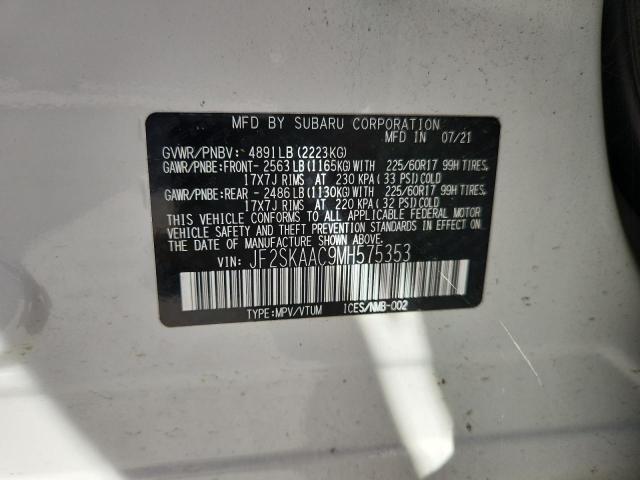 MFD BY SUBARU CORPORATION
MFD IN 07/21
GVWR/PNBV: 4891LB (2223KG)
GAWR/PNBE:FRONT- 2563LB (1165KG)WITH 225/60R17 99H TIRES,
17X7J RIMS AT 230 KPA (33 PSI)COLD
GAWR/PNBE:REAR - 2486LB (1130KG)WITH 225/60R17 99H TIRES,
17X7J RIMS AT 220 KPA (32 PSI)COLD
THIS VEHICLE CONFORMS TO ALL APPLICABLE FEDERAL MOTOR
VEHICLE SAFETY AND THEFT PREVENTION STANDARDS IN EFFECT ON
THE DATE OF MANUFACTURE SHOWN ABOVE.
VIN: JF2SKAAC9MH575353
TYPE:MPV/VTUM ICES/NMB-002